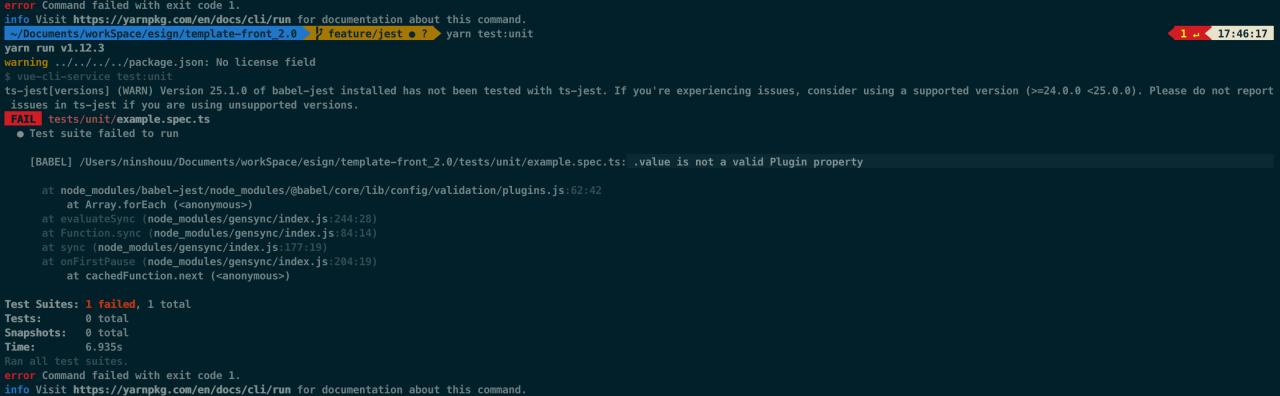 error Command failed with exit code 1.
info Visit https://yarnpkg.com/en/docs/cli/run for documentation about this command.
~/Documents/workSpace/esign/template-front_2.0 feature/jest ● ? yarn test:unit 1 ↵ 17:46:17
yarn run v1.12.3
warning ../../../../package.json: No license field
$ vue-cli-service test:unit
ts-jest[versions] (WARN) Version 25.1.0 of babel-jest installed has not been tested with ts-jest. If you're experiencing issues, consider using a supported version (>=24.0.0 <25.0.0). Please do not report
issues in ts-jest if you are using unsupported versions.
FAIL tests/unit/example.spec.ts
● Test suite failed to run
[BABEL] /Users/ninshouu/Documents/workSpace/esign/template-front_2.0/tests/unit/example.spec.ts: .value is not a valid Plugin property
at node_modules/babel-jest/node_modules/@babel/core/lib/config/validation/plugins.js:62:42
at Array.forEach (<anonymous>)
at evaluateSync (node_modules/gensync/index.js:244:28)
at Function.sync (node_modules/gensync/index.js:84:14)
at sync (node_modules/gensync/index.js:177:19)
at onFirstPause (node_modules/gensync/index.js:204:19)
at cachedFunction.next (<anonymous>)
Test Suites: 1 failed, 1 total
Tests: 0 total
Snapshots: 0 total
Time: 6.935s
Ran all test suites.
error Command failed with exit code 1.
info Visit https://yarnpkg.com/en/docs/cli/run for documentation about this command.